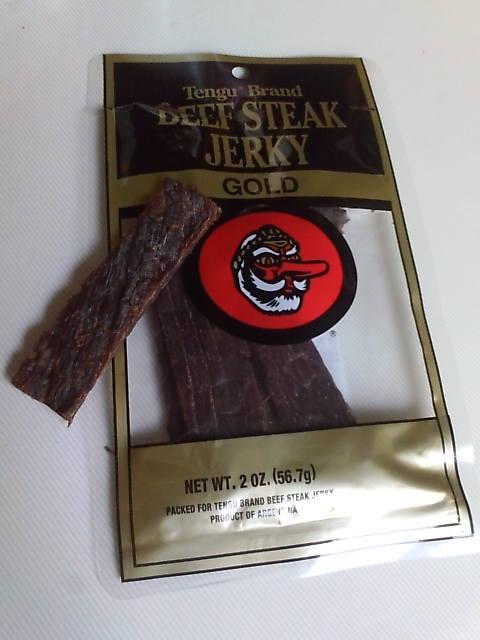 Tengu Brand
BEEF STEAK
JERKY
GOLD
®
NET WT. 2 OZ. (56.7g)
PACKED FOR TENGU BRAND BEEF STEAK JERKY
PRODUCT OF ARGENTINA